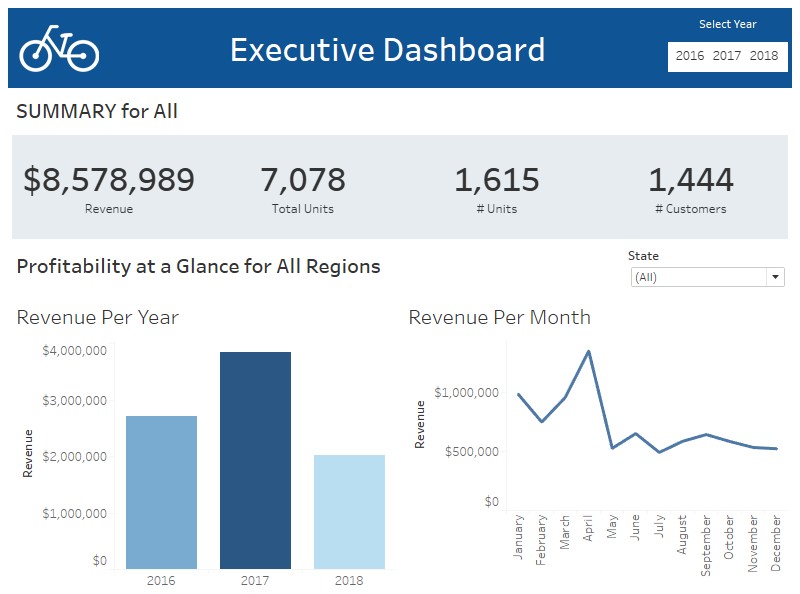 Select Year
Executive Dashboard
2016 2017 2018
SUMMARY for All
$8,578,989 7,078 1,615 1,444
Revenue Total Units # Units # Customers
State
Profitability at a Glance for All Regions
(All)
Revenue Per Year
Revenue
$4,000,000
$3,000,000
$2,000,000
$1,000,000
$0
2016 2017 2018
Revenue Per Month
Revenue
$1,000,000
$500,000
$0
January
February
March
April
May
June
July
August
September
October
November
December